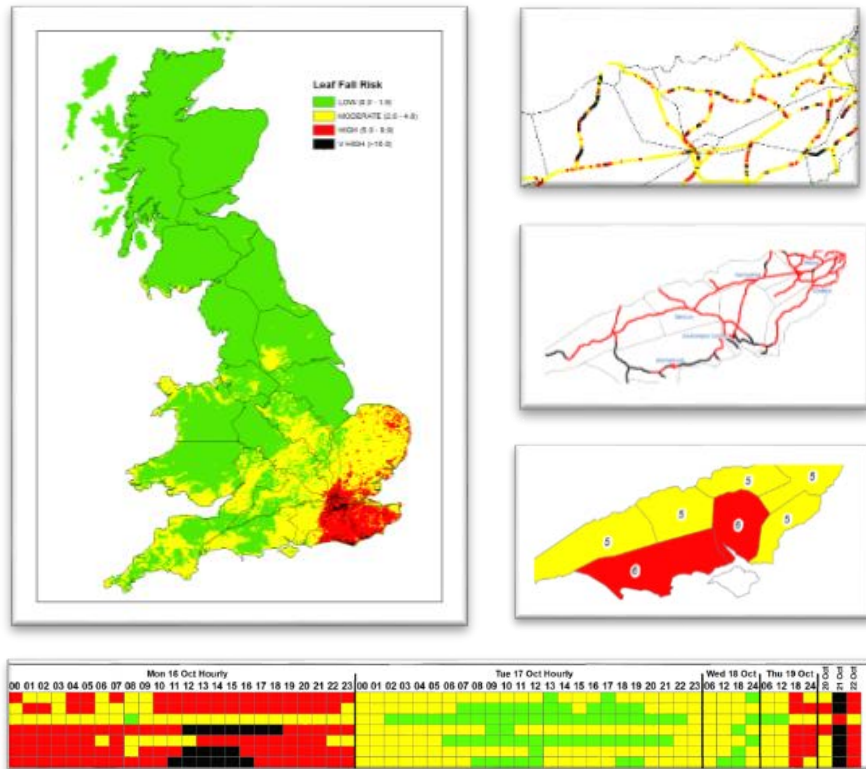 Leaf Fall Risk
LOW (0.0 - 1.9)
MODERATE (2.0 - 4.9)
HIGH (5.0 - 9.9)
V HIGH (>10.0)
5
5
5
6
5
5
6
Mon 16 Oct Hourly
Tue 17 Oct Hourly
Wed 18 Oct
Thu 19 Oct
20 Oct
21 Oct
22 Oct
00 01 02 03 04 05 06 07 08 09 10 11 12 13 14 15 16 17 18 19 20 21 22 23 00 01 02 03 04 05 06 07 08 09 10 11 12 13 14 15 16 17 18 19 20 21 22 23 06 12 18 24 06 12 18 24